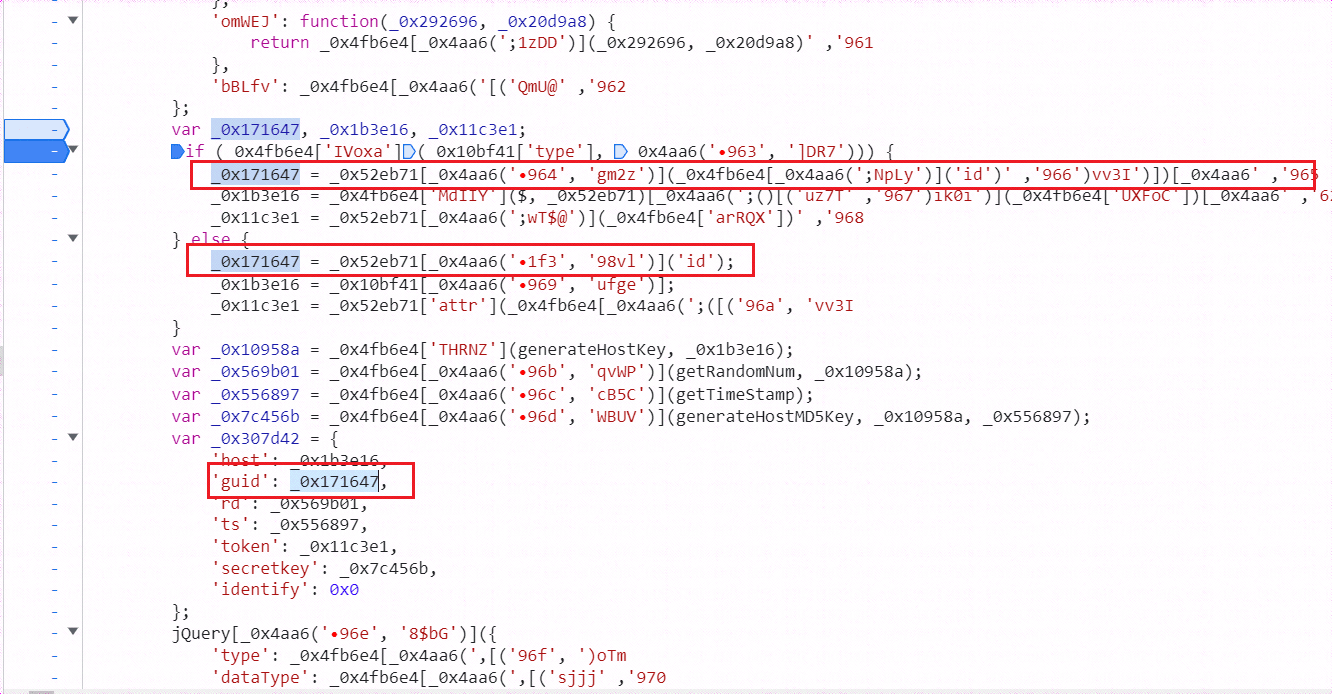 },
'omWEJ': function(_0x292696, _0x20d9a8) {
return _0x4fb6e4[_0x4aa6(';1zDD')](_0x292696, _0x20d9a8)' ,'961
},
'bBLfv': _0x4fb6e4[_0x4aa6('[('QmU@' ,'962
};
var _0x171647, _0x1b3e16, _0x11c3e1;
if (_0x4fb6e4['IVoxa'](_0x10bf41['type'], _0x4aa6('•963', ']DR7'))) {
_0x171647 = _0x52eb71[_0x4aa6('•964', 'gm2z')](_0x4fb6e4[_0x4aa6(';NpLy')]('id')' ,'966')vv3I')])[_0x4aa6' ,'965
_0x1b3e16 = _0x4fb6e4['MdIIY']($, _0x52eb71)[_0x4aa6(';()[('uz7T' ,'967')ik0i')](_0x4fb6e4['UXFoC'])[_0x4aa6' ,'62
_0x11c3e1 = _0x52eb71[_0x4aa6(';wT$@')](_0x4fb6e4['arRQX'])' ,'968
} else {
_0x171647 = _0x52eb71[_0x4aa6('•1f3', '98vl')]('id');
_0x1b3e16 = _0x10bf41[_0x4aa6('•969', 'ufge')];
_0x11c3e1 = _0x52eb71['attr'](_0x4fb6e4[_0x4aa6(';([('96a', 'vv3I
}
var _0x10958a = _0x4fb6e4['THRNZ'](generateHostKey, _0x1b3e16);
var _0x569b01 = _0x4fb6e4[_0x4aa6('•96b', 'qvWP')](getRandomNum, _0x10958a);
var _0x556897 = _0x4fb6e4[_0x4aa6('•96c', 'cB5C')](getTimeStamp);
var _0x7c456b = _0x4fb6e4[_0x4aa6('•96d', 'WBUV')](generateHostMD5Key, _0x10958a, _0x556897);
var _0x307d42 = {
'host': _0x1b3e16,
'guid': _0x171647,
'rd': _0x569b01,
'ts': _0x556897,
'token': _0x11c3e1,
'secretkey': _0x7c456b,
'identify': 0x0
};
jQuery[_0x4aa6('•96e', '8$bG')]({
'type': _0x4fb6e4[_0x4aa6(',[('96f', ')oTm
'dataType': _0x4fb6e4[_0x4aa6(',[('sjjj' ,'970